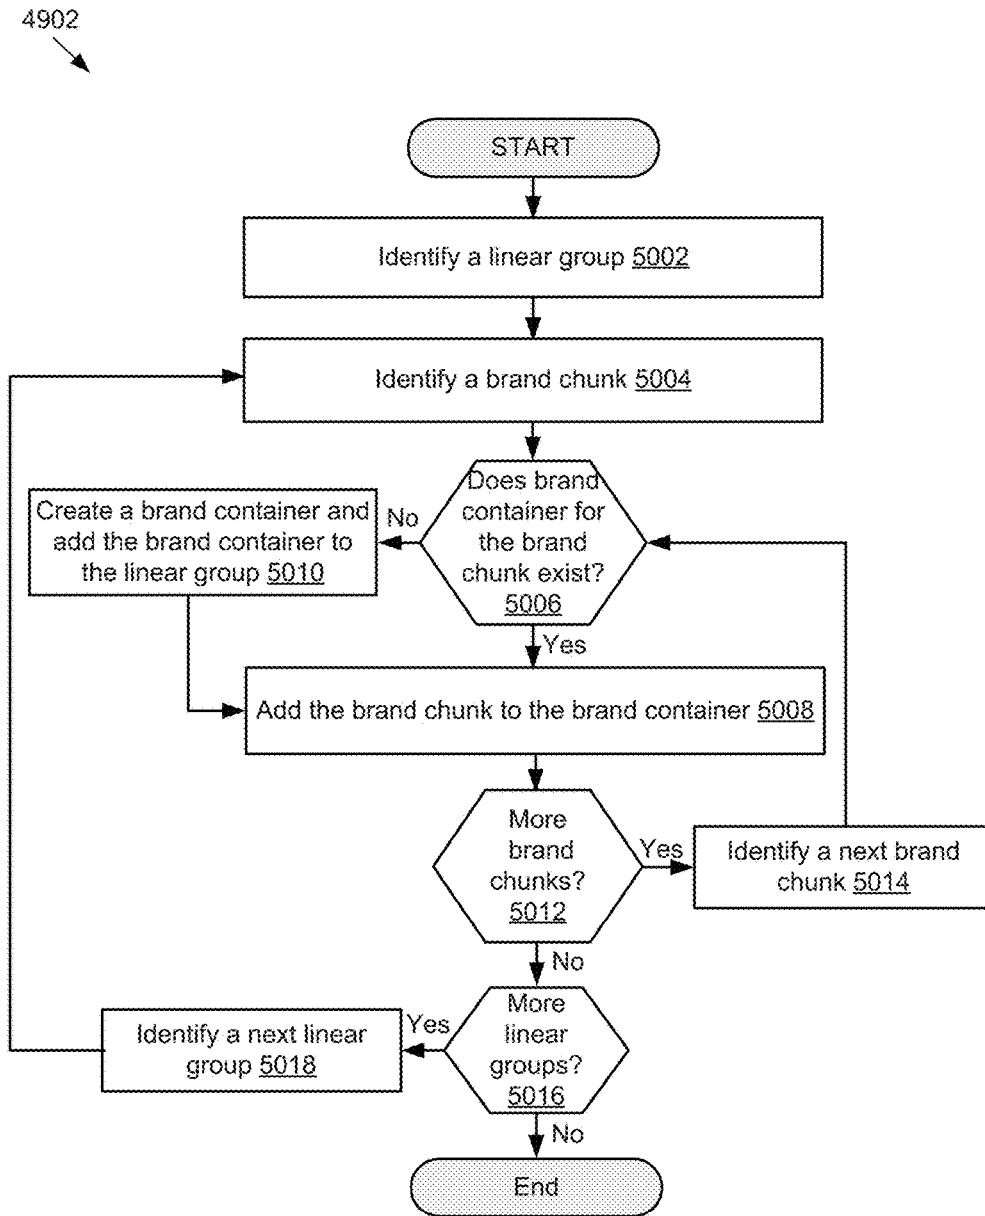 4902
START
Identify a linear group 5002
Identify a brand chunk 5004
Does brand
container for
the brand
chunk exist?
5006
No
Create a brand container and
add the brand container to
the linear group 5010
Yes
Add the brand chunk to the brand container 5008
More
brand
chunks?
5012
Yes
Identify a next brand
chunk 5014
No
More
linear
groups?
5016
Yes
Identify a next linear
group 5018
No
End